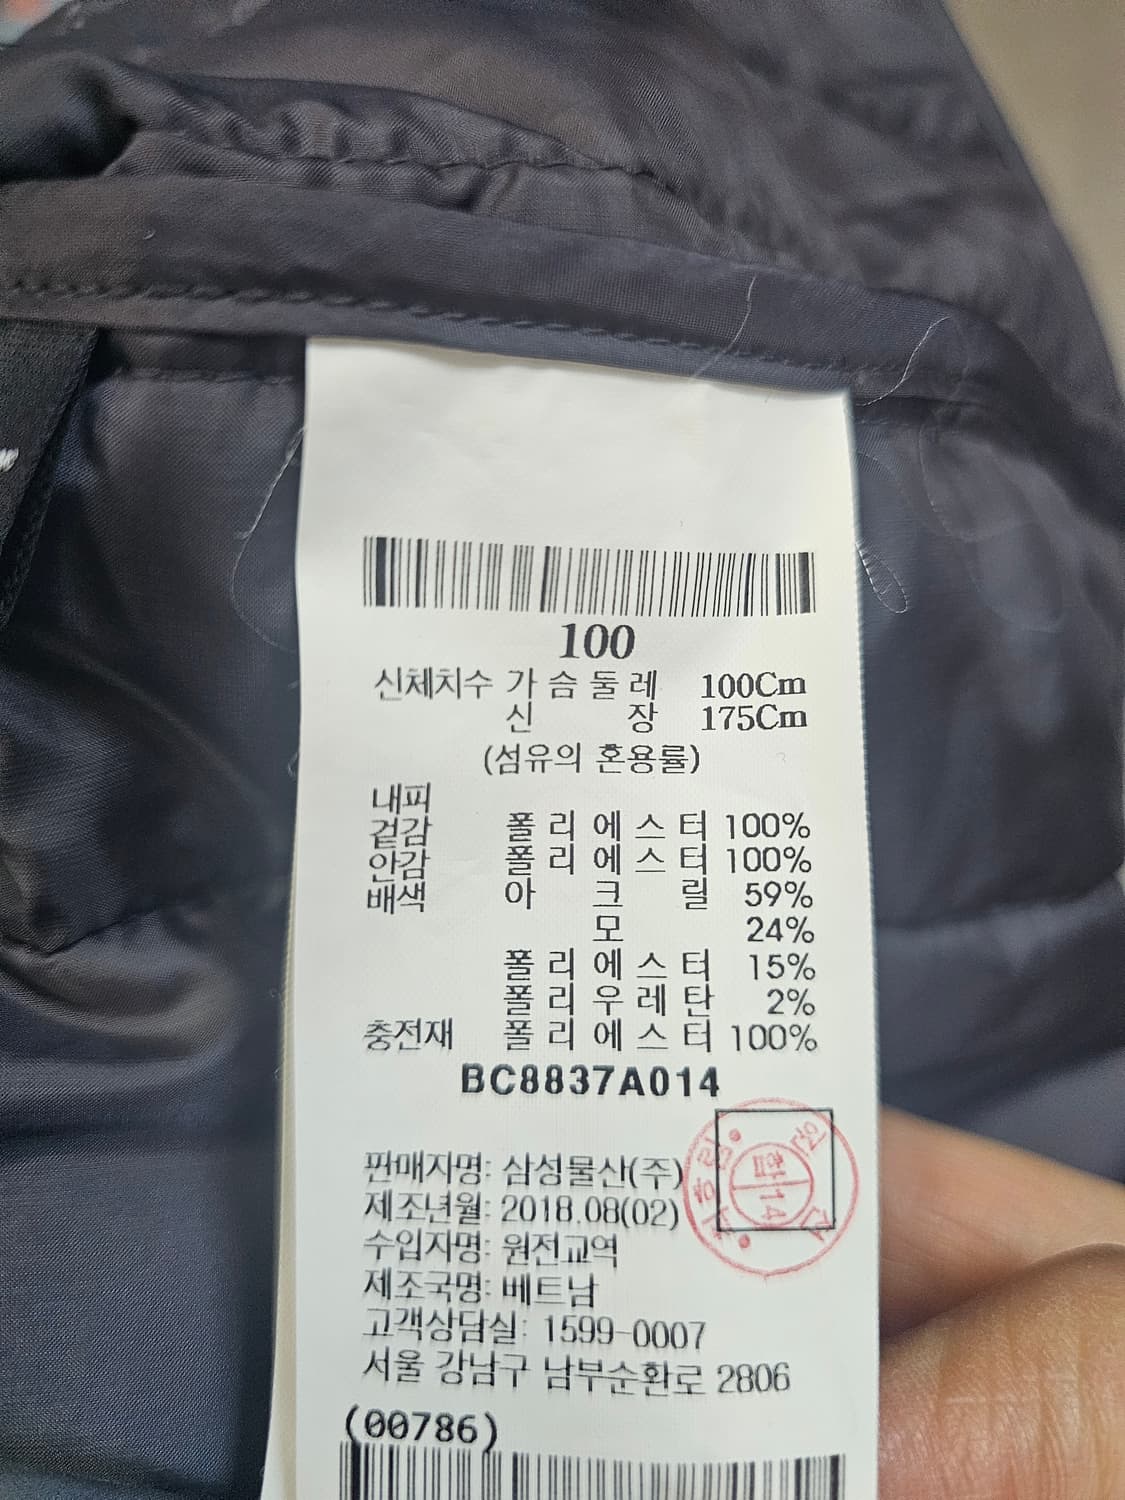 100
신체치수 가슴둘레 100Cm
신 장 175Cm
(섬유의 혼용률)
내피
겉감 폴리에스터 100%
안감 폴리에스터 100%
배색 아크릴 59%
모 24%
폴리에스터 15%
폴리우레탄 2%
충전재 폴리에스터 100%
BC8837A014
판매자명: 삼성물산(주)
제조년월: 2018.08(02)
수입자명: 원전교역
제조국명: 베트남
고객상담실: 1599-0007
서울 강남구 남부순환로 2806
(00786)
합
14